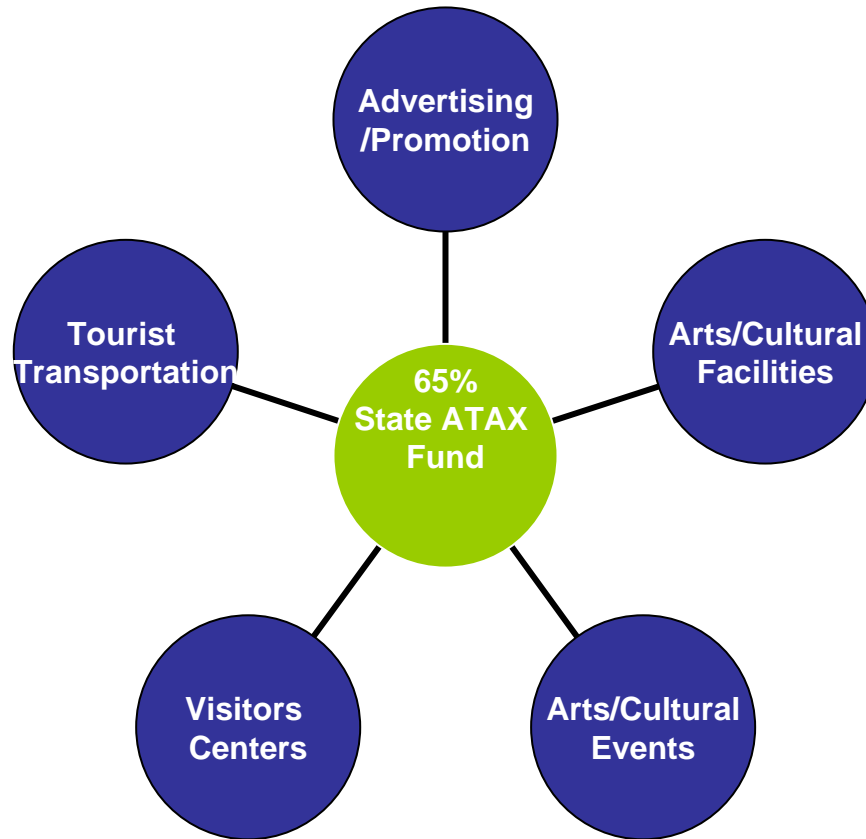 Advertising
/Promotion
Tourist
Transportation
Arts/Cultural
Facilities
65%
State ATAX
Fund
Visitors
Centers
Arts/Cultural
Events